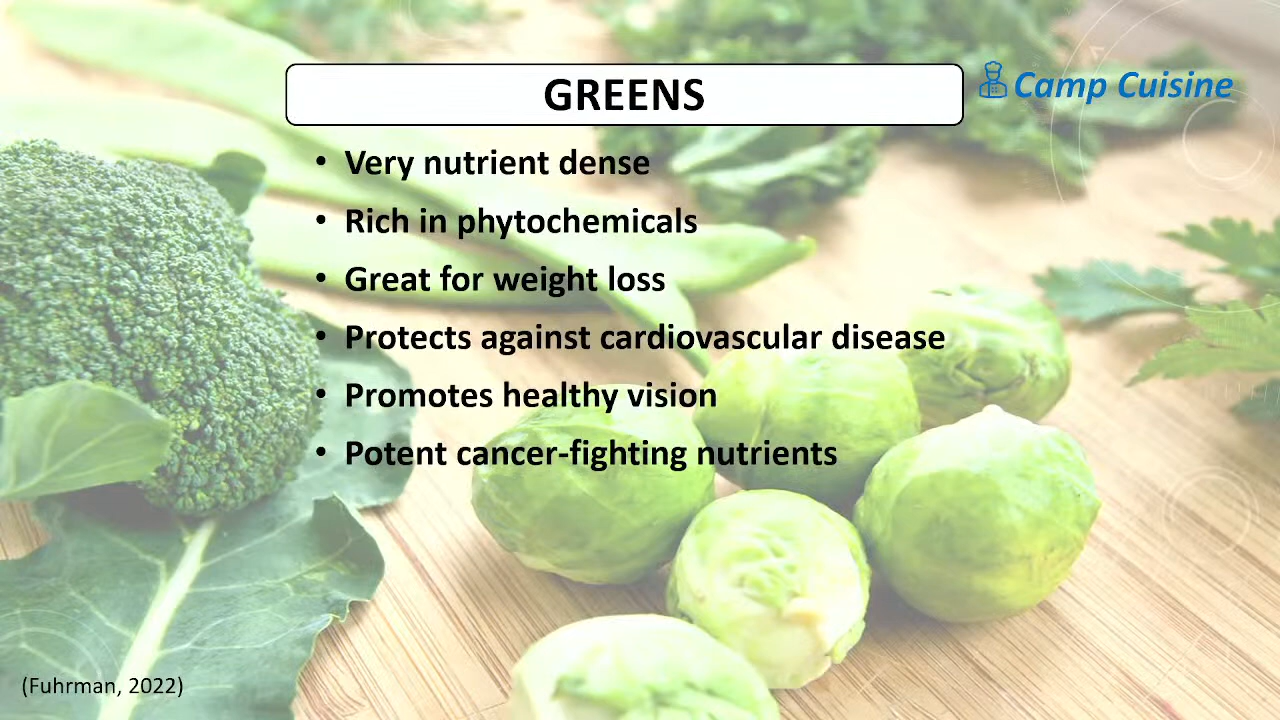 GREENS
Camp Cuisine
• Very nutrient dense
• Rich in phytochemicals
• Great for weight loss
• Protects against cardiovascular disease
• Promotes healthy vision
• Potent cancer-fighting nutrients
(Fuhrman, 2022)